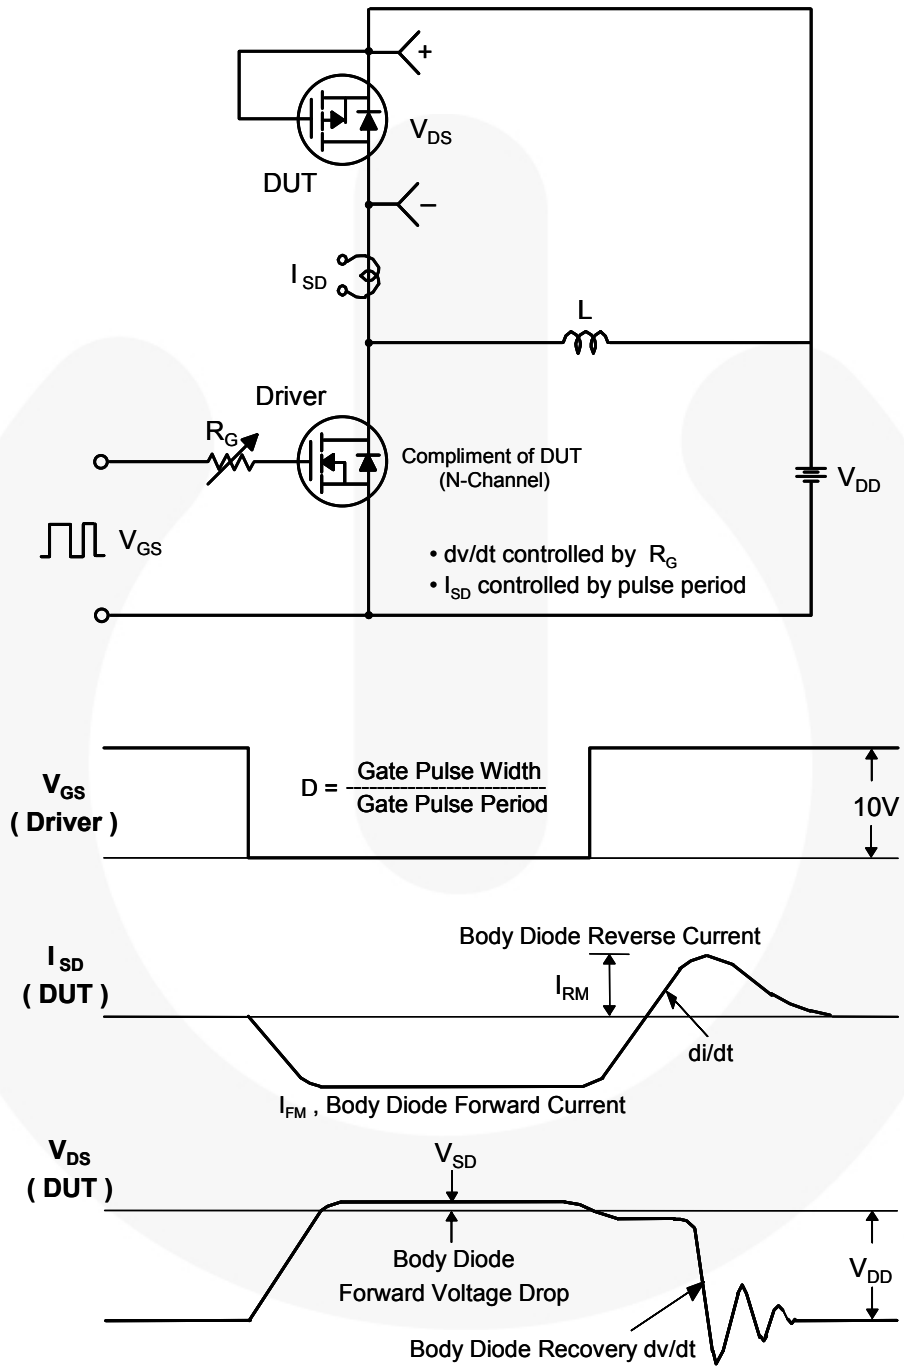 +
V_DS
DUT
–
I_SD
L
Driver
R_G
Compliment of DUT
(N-Channel)
V_DD
V_GS
• dv/dt controlled by R_G
• I_SD controlled by pulse period
V_GS
( Driver )
D = Gate Pulse Width
Gate Pulse Period
10V
Body Diode Reverse Current
I_SD
( DUT )
I_RM
di/dt
I_FM , Body Diode Forward Current
V_DS
( DUT )
V_SD
Body Diode
Forward Voltage Drop
V_DD
Body Diode Recovery dv/dt